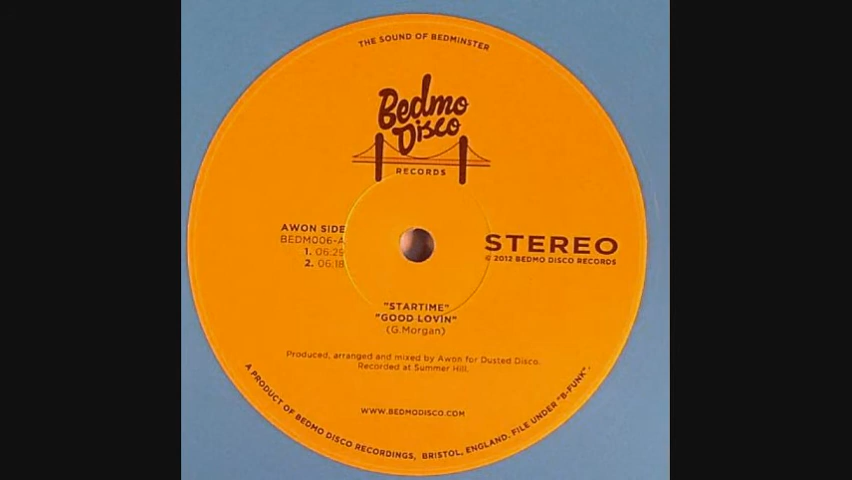 THE SOUND OF BEDMINSTER
Bedmo
Disco
RECORDS
AWON SIDE
BEDM006-A
1. 06:25
2. 06:18
STEREO
© 2012 BEDMO DISCO RECORDS
"STARTIME"
"GOOD LOVIN"
(G.Morgan)
Produced, arranged and mixed by Awon for Dusted Disco.
Recorded at Summer Hill.
WWW.BEDMODISCO.COM
A PRODUCT OF BEDMO DISCO RECORDINGS, BRISTOL, ENGLAND. FILE UNDER "B-FUNK".